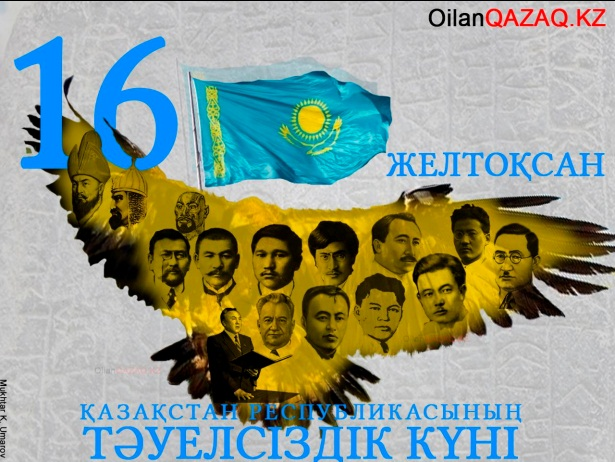 OilanQAZAQ.KZ
16
ЖЕЛТОҚСАН
ҚАЗАҚСТАН РЕСПУБЛИКАСЫНЫҢ
ТӘУЕЛСІЗДІК КҮНІ
Mukhtar K. Umarov